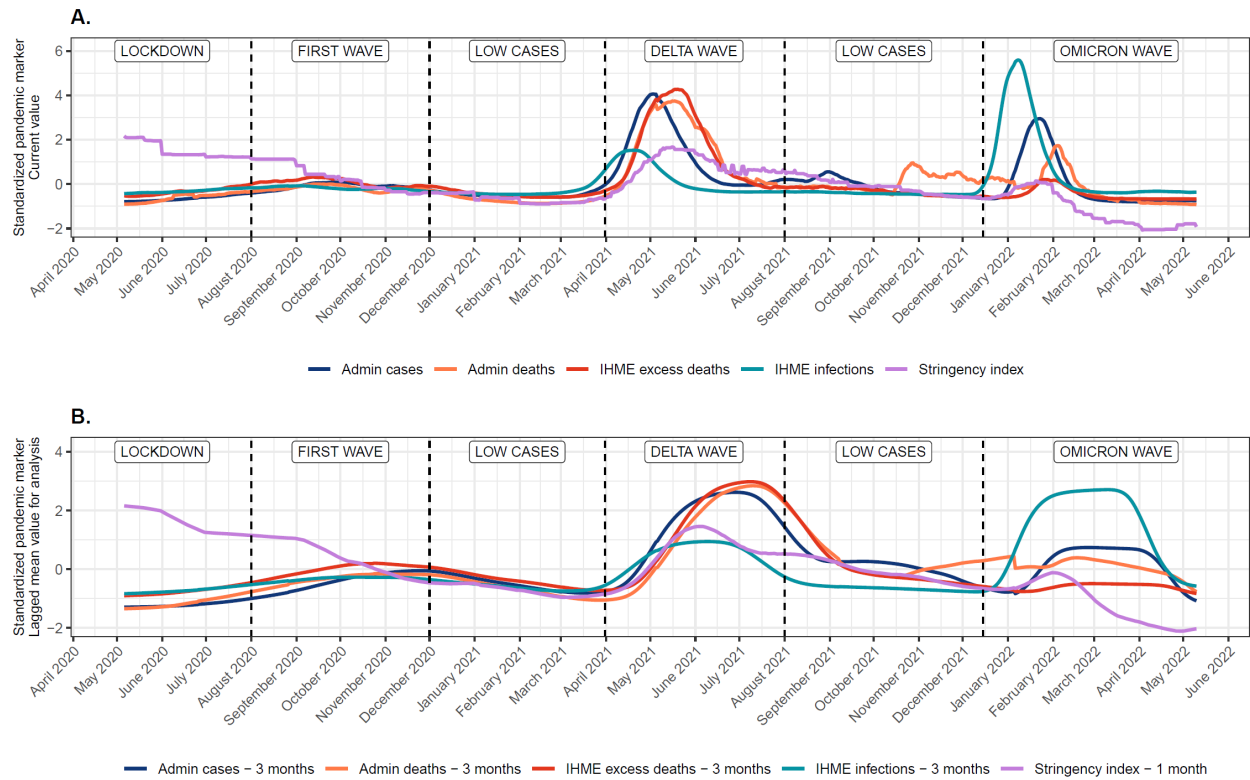 A.
Standardized pandemic marker
Current value
6
4
2
0
−2
LOCKDOWN
FIRST WAVE
LOW CASES
DELTA WAVE
LOW CASES
OMICRON WAVE
April 2020
May 2020
June 2020
July 2020
August 2020
September 2020
October 2020
November 2020
December 2020
January 2021
February 2021
March 2021
April 2021
May 2021
June 2021
July 2021
August 2021
September 2021
October 2021
November 2021
December 2021
January 2022
February 2022
March 2022
April 2022
May 2022
June 2022
Admin cases
Admin deaths
IHME excess deaths
IHME infections
Stringency index
B.
Standardized pandemic marker
Lagged mean value for analysis
4
2
0
−2
LOCKDOWN
FIRST WAVE
LOW CASES
DELTA WAVE
LOW CASES
OMICRON WAVE
April 2020
May 2020
June 2020
July 2020
August 2020
September 2020
October 2020
November 2020
December 2020
January 2021
February 2021
March 2021
April 2021
May 2021
June 2021
July 2021
August 2021
September 2021
October 2021
November 2021
December 2021
January 2022
February 2022
March 2022
April 2022
May 2022
June 2022
Admin cases − 3 months
Admin deaths − 3 months
IHME excess deaths − 3 months
IHME infections − 3 months
Stringency index − 1 month